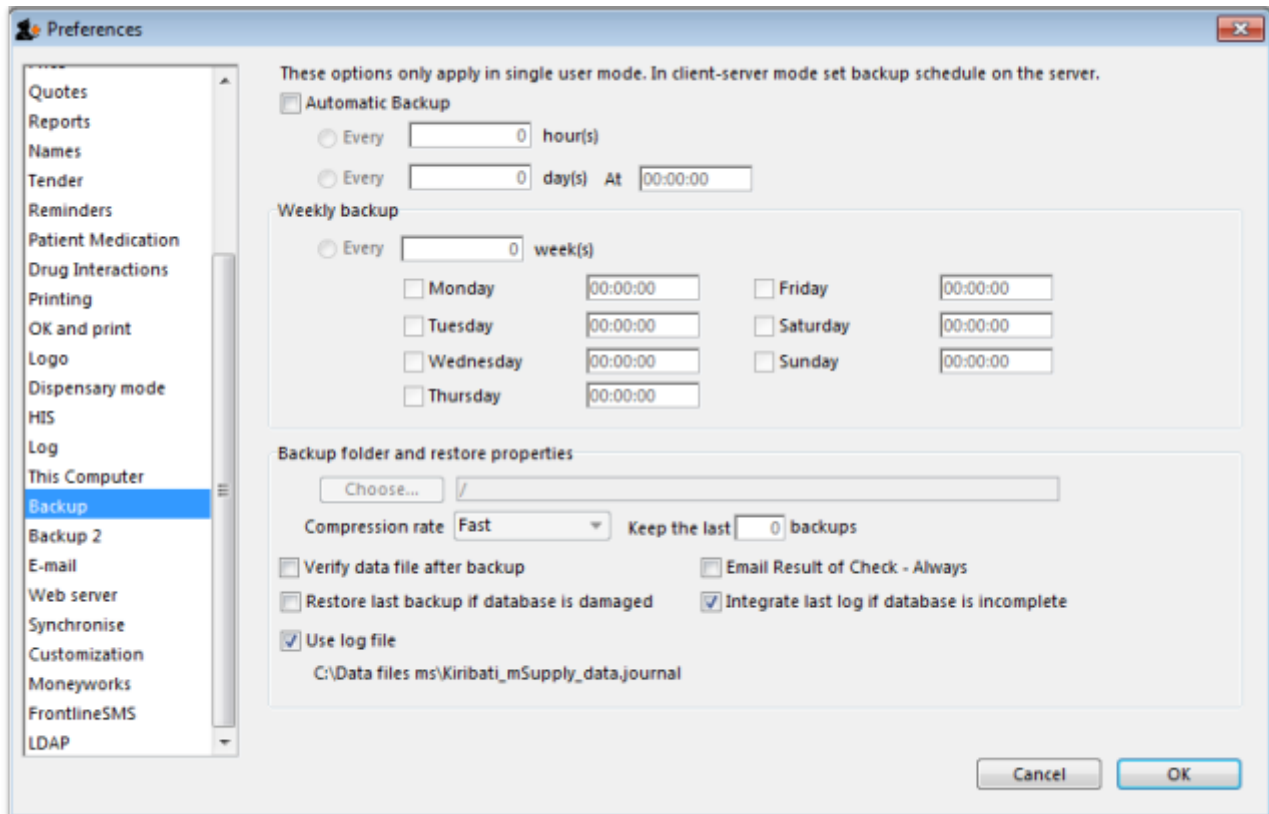 Preferences
Quotes
Reports
Names
Tender
Reminders
Patient Medication
Drug Interactions
Printing
OK and print
Logo
Dispensary mode
HIS
Log
This Computer
Backup
Backup 2
E-mail
Web server
Synchronise
Customization
Moneyworks
FrontlineSMS
LDAP
These options only apply in single user mode. In client-server mode set backup schedule on the server.
Automatic Backup
Every 0 hour(s)
Every 0 day(s) At 00:00:00
Weekly backup
Every 0 week(s)
Monday 00:00:00 Friday 00:00:00
Tuesday 00:00:00 Saturday 00:00:00
Wednesday 00:00:00 Sunday 00:00:00
Thursday 00:00:00
Backup folder and restore properties
Choose... /
Compression rate Fast Keep the last 0 backups
Verify data file after backup Email Result of Check - Always
Restore last backup if database is damaged Integrate last log if database is incomplete
Use log file
C:\Data files ms\Kiribati_mSupply_data.journal
Cancel OK